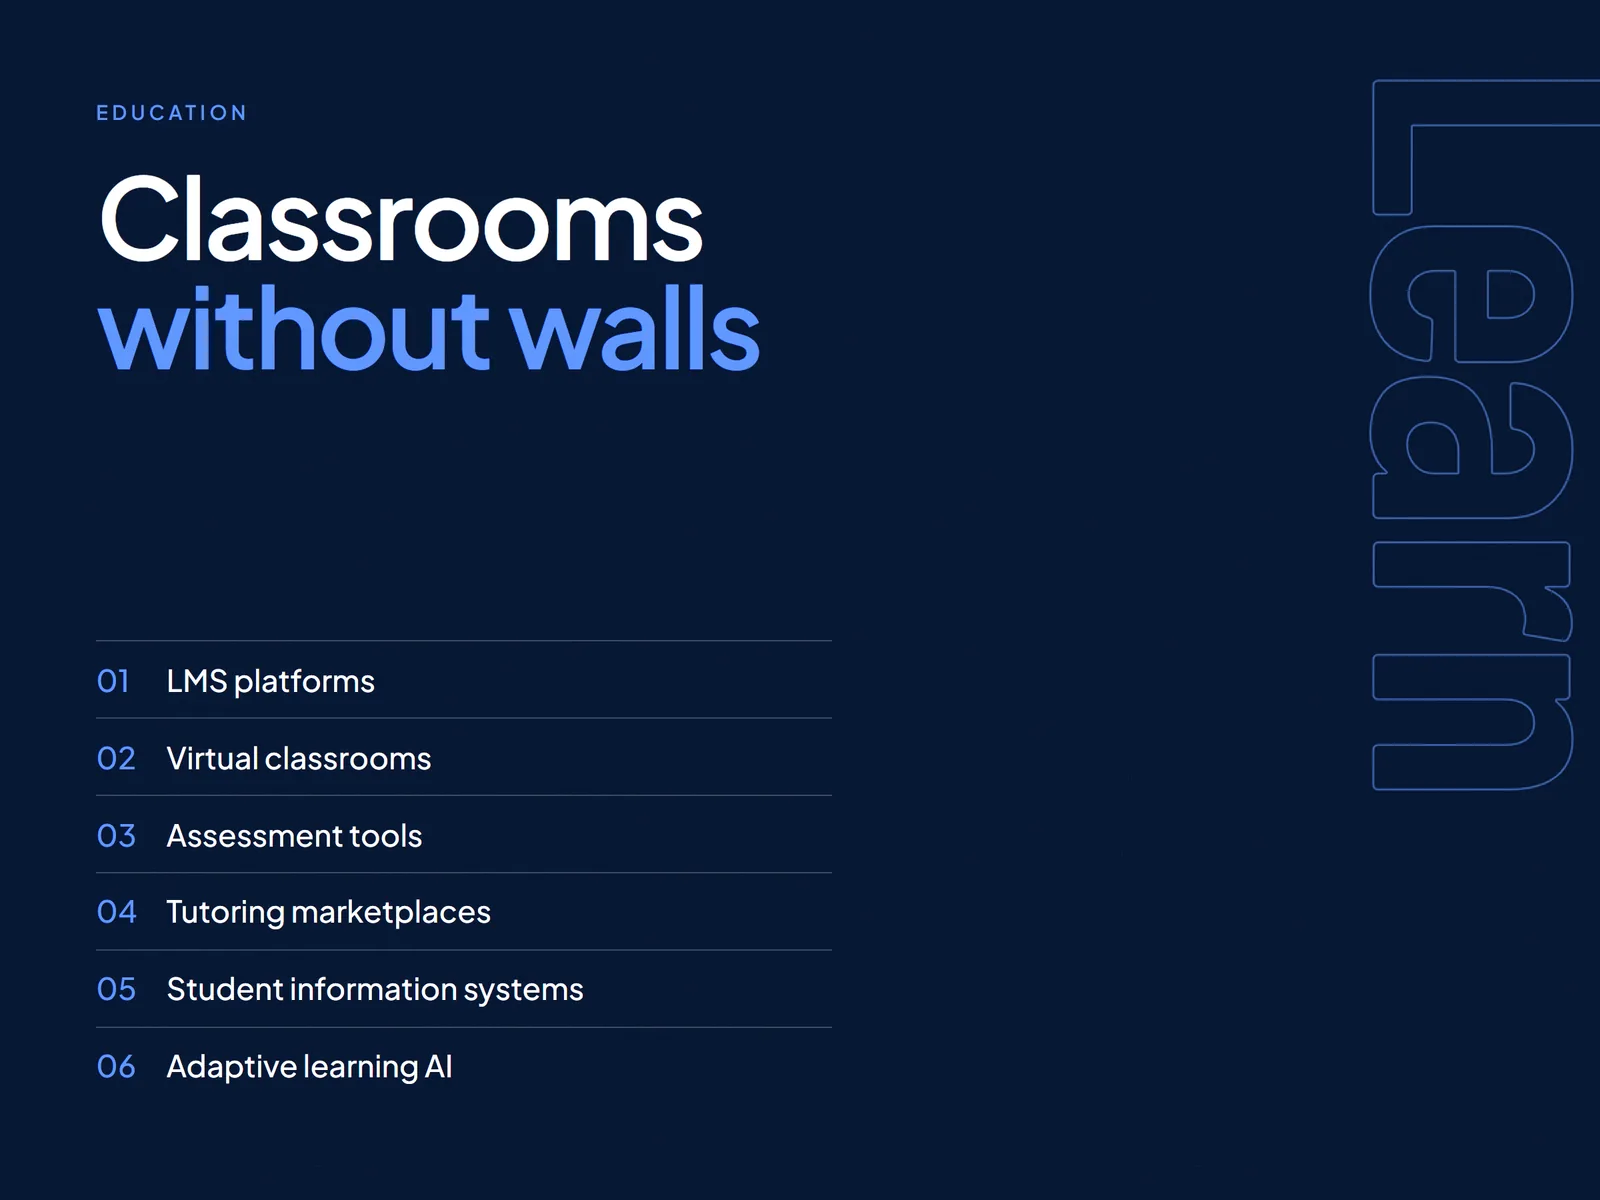 EDUCATION
Classrooms
without walls
01 LMS platforms
02 Virtual classrooms
03 Assessment tools
04 Tutoring marketplaces
05 Student information systems
06 Adaptive learning AI
Learn